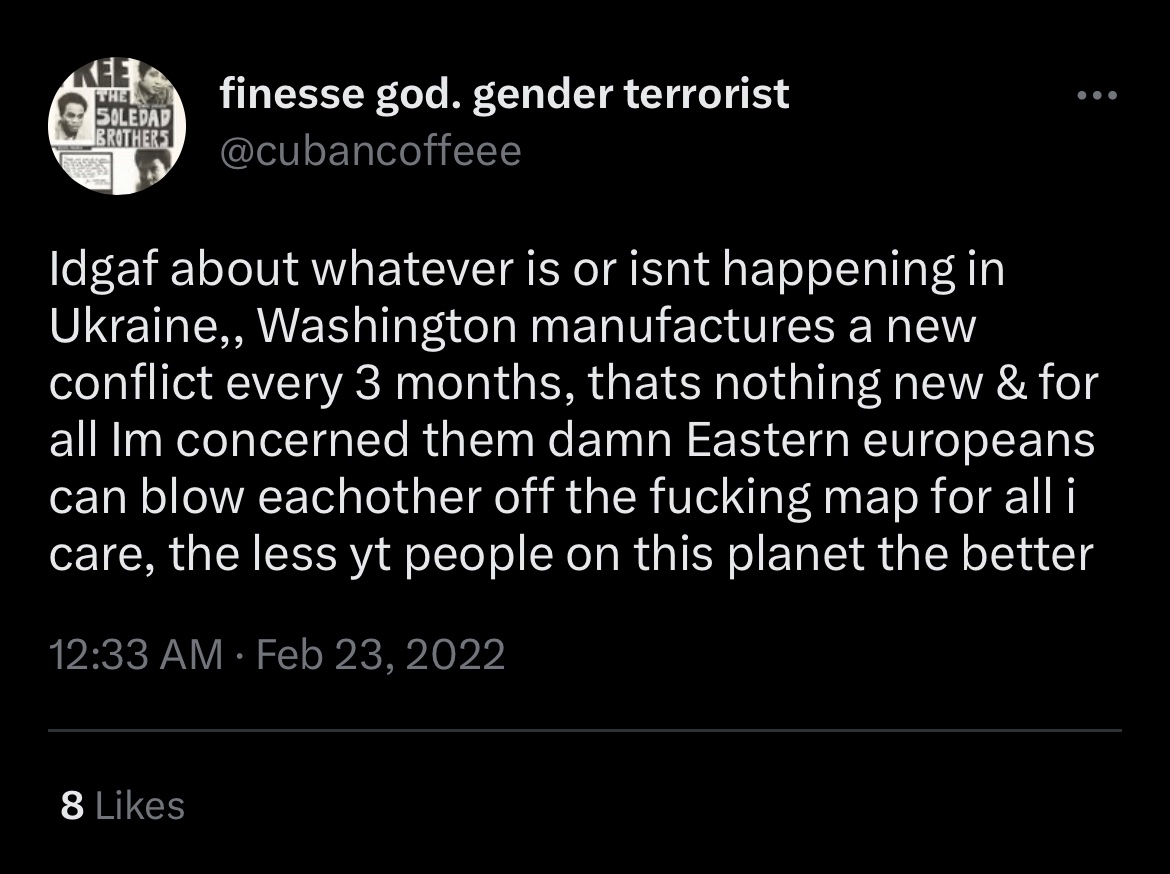 REE
THE
SOLEDAD
BROTHERS
finesse god. gender terrorist
@cubancoffeee
Idgaf about whatever is or isnt happening in
Ukraine,, Washington manufactures a new
conflict every 3 months, thats nothing new & for
all Im concerned them damn Eastern europeans
can blow eachother off the fucking map for all i
care, the less yt people on this planet the better
12:33 AM · Feb 23, 2022
8 Likes